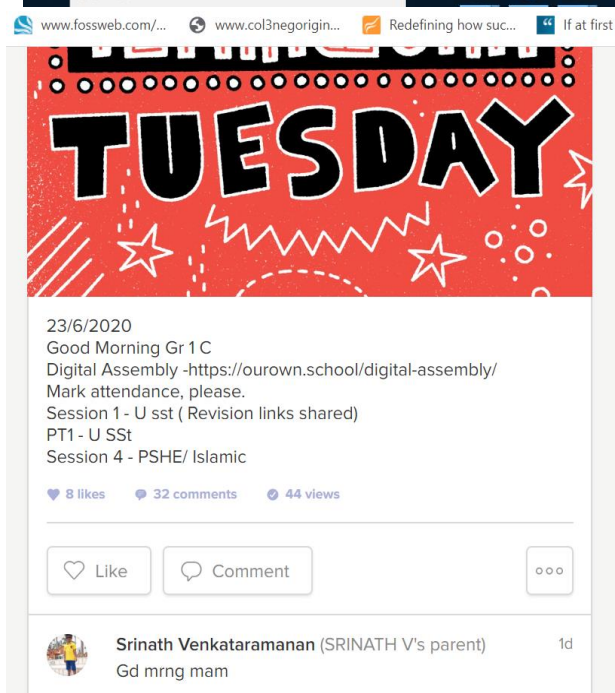 www.fossweb.com/...
www.col3negorigin...
Redefining how suc...
If at first
TUESDAY
23/6/2020
Good Morning Gr 1 C
Digital Assembly -https://ourown.school/digital-assembly/
Mark attendance, please.
Session 1 - U sst ( Revision links shared)
PT1 - U SSt
Session 4 - PSHE/ Islamic
8 likes
32 comments
44 views
Like
Comment
Srinath Venkataramanan (SRINATH V's parent)
1d
Gd mrng mam